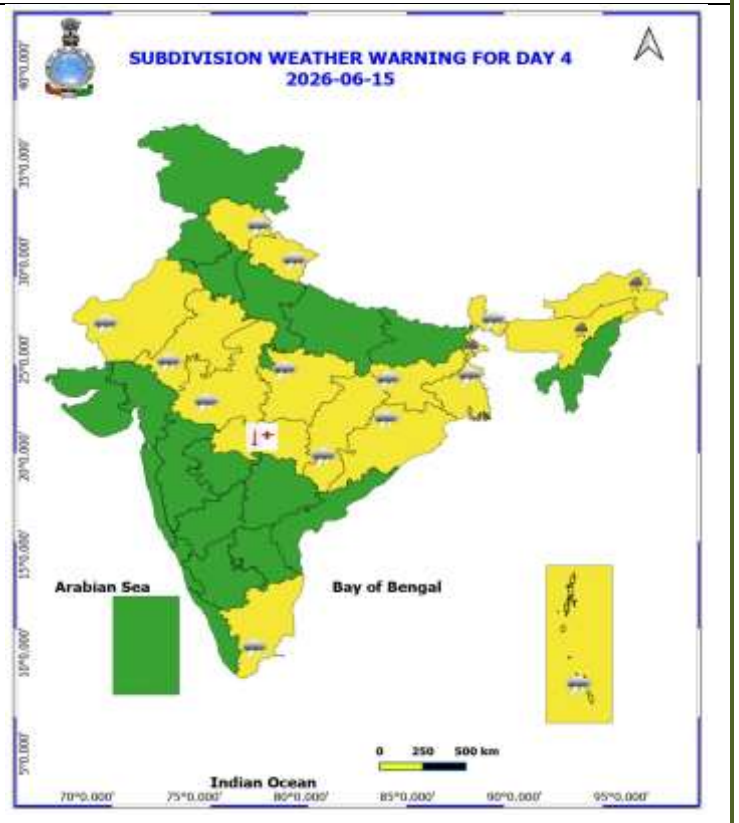 SUBDIVISION WEATHER WARNING FOR DAY 4
2026-06-15
40°0.000'
35°0.000'
30°0.000'
25°0.000'
20°0.000'
15°0.000'
10°0.000'
5°0.000'
Arabian Sea
Bay of Bengal
0 250 500 km
Indian Ocean
70°0.000' 75°0.000' 80°0.000' 85°0.000' 90°0.000' 95°0.000'